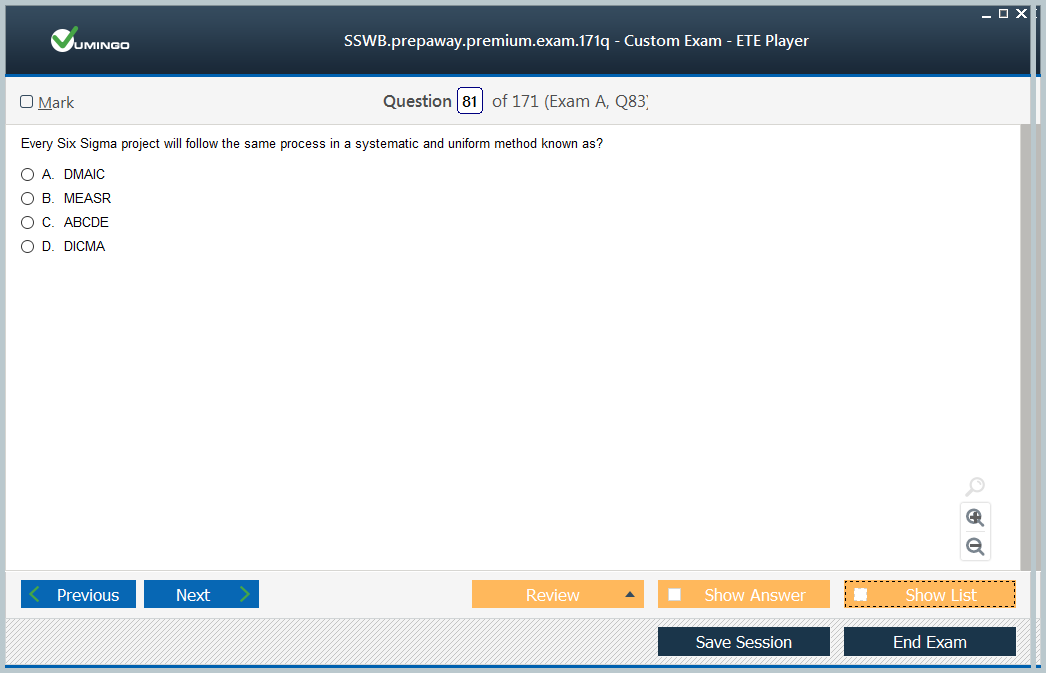 VUMINGO
SSWB.prepaway.premium.exam.171q - Custom Exam - ETE Player
Mark
Question 81 of 171 (Exam A, Q83)
Every Six Sigma project will follow the same process in a systematic and uniform method known as?
A. DMAIC
B. MEASR
C. ABCDE
D. DICMA
Previous
Next
Review
Show Answer
Show List
Save Session
End Exam